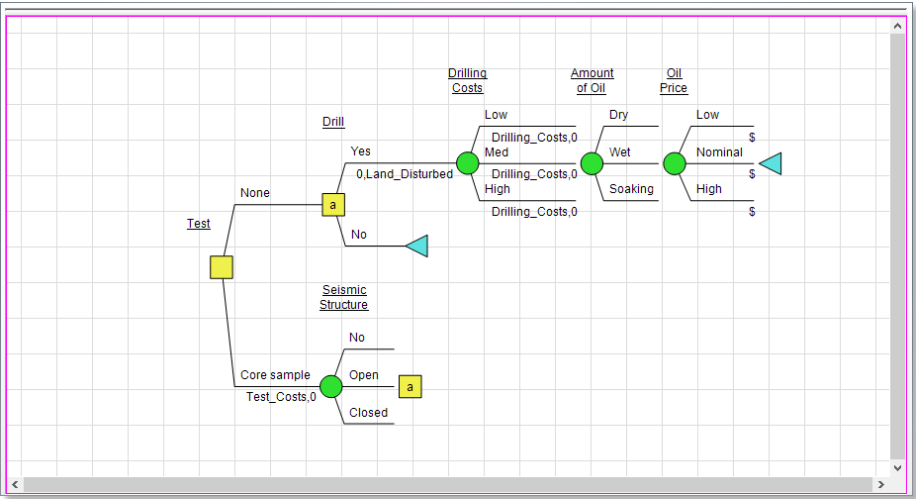 Drilling
Costs
Amount
of Oil
Oil
Price
Low
Dry
Low
Drill
Drilling_Costs,0
$
Yes
Med
Wet
Nominal
0,Land_Disturbed
Drilling_Costs,0
$
None
High
Soaking
High
a
Drilling_Costs,0
$
Test
No
Seismic
Structure
No
Core sample
Open
a
Test_Costs,0
Closed